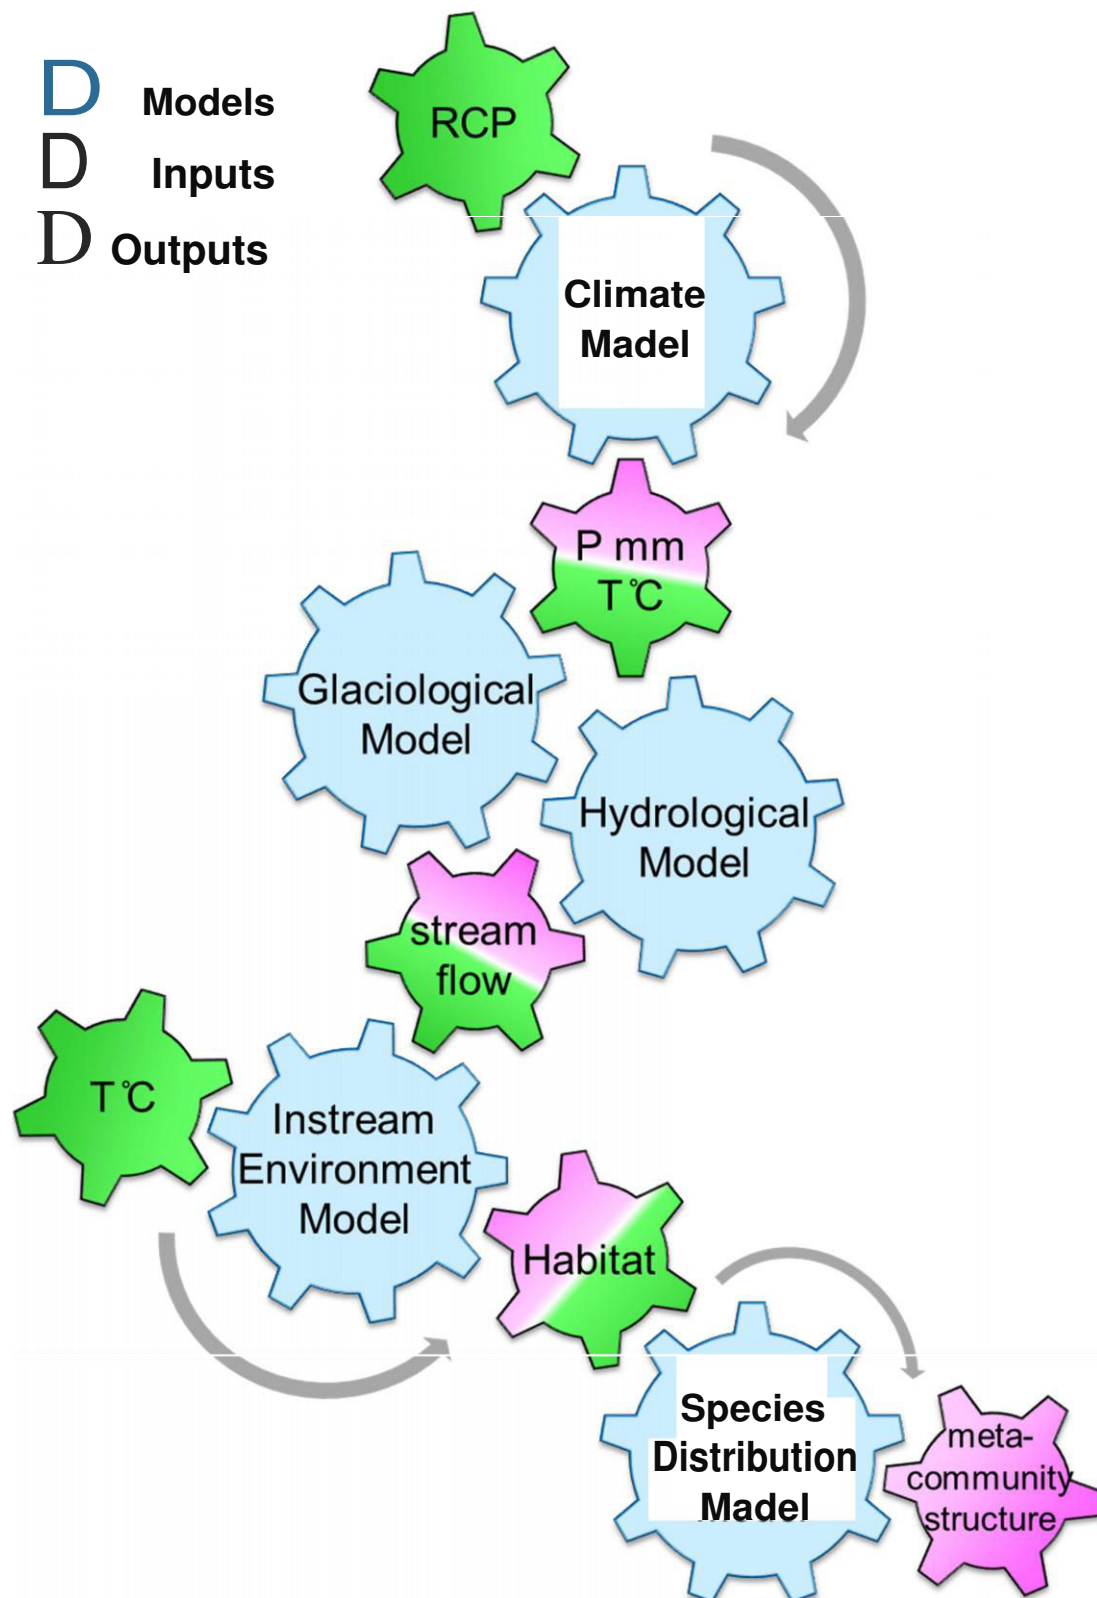 D Models
D Inputs
D Outputs
RCP
Climate
Madel
P mm
T °C
Glaciological
Model
Hydrological
Model
stream
flow
T °C
Instream
Environment
Model
Habitat
Species
Distribution
Madel
meta-
community
structure